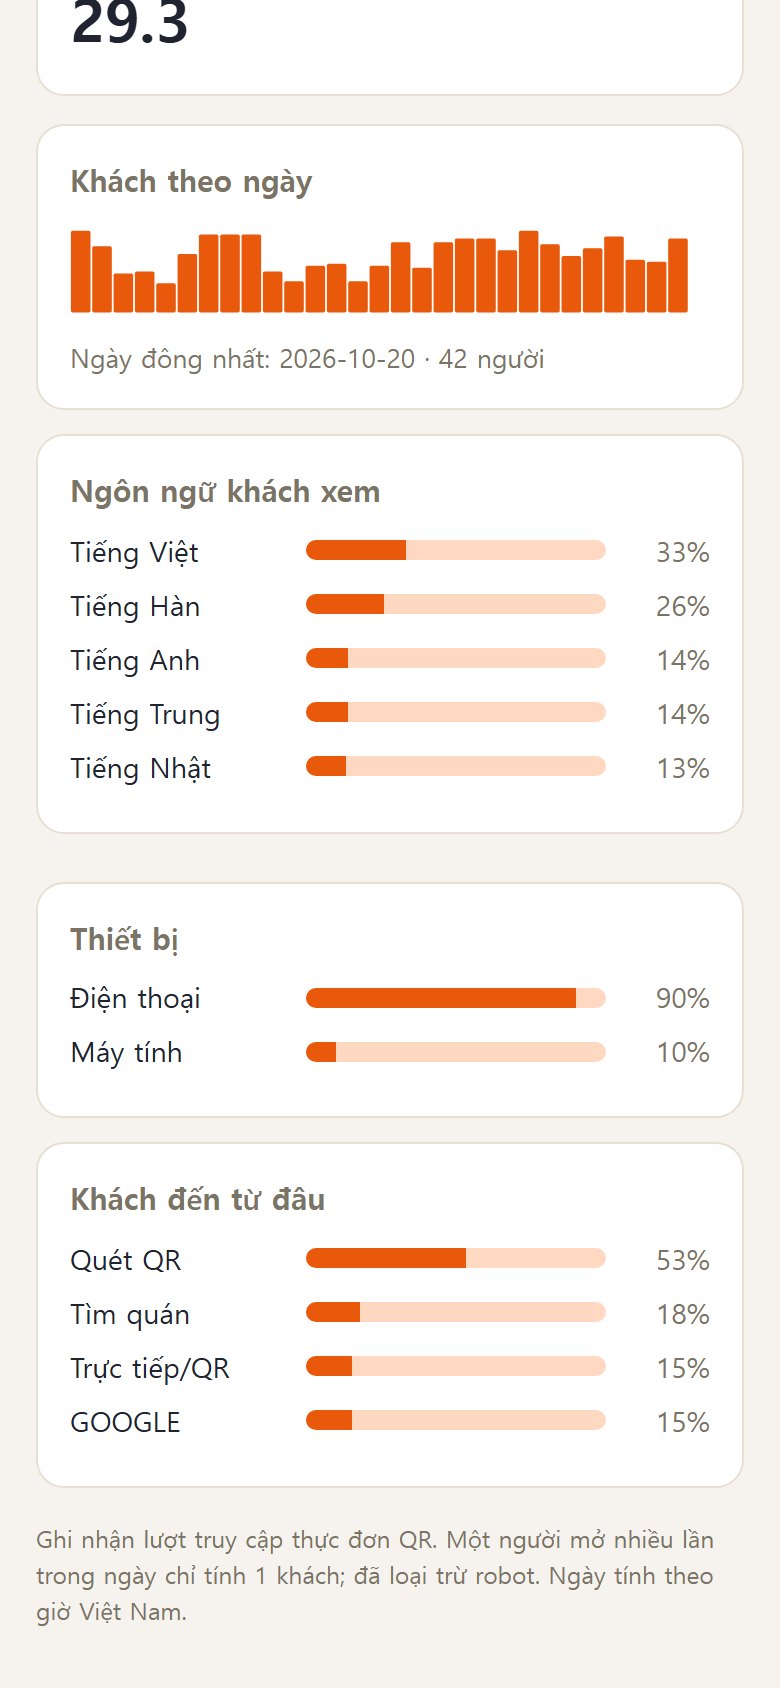 29.3
Khách theo ngày
Ngày đông nhất: 2026-10-20 · 42 người
Ngôn ngữ khách xem
Tiếng Việt 33%
Tiếng Hàn 26%
Tiếng Anh 14%
Tiếng Trung 14%
Tiếng Nhật 13%
Thiết bị
Điện thoại 90%
Máy tính 10%
Khách đến từ đâu
Quét QR 53%
Tìm quán 18%
Trực tiếp/QR 15%
GOOGLE 15%
Ghi nhận lượt truy cập thực đơn QR. Một người mở nhiều lần
trong ngày chỉ tính 1 khách; đã loại trừ robot. Ngày tính theo
giờ Việt Nam.